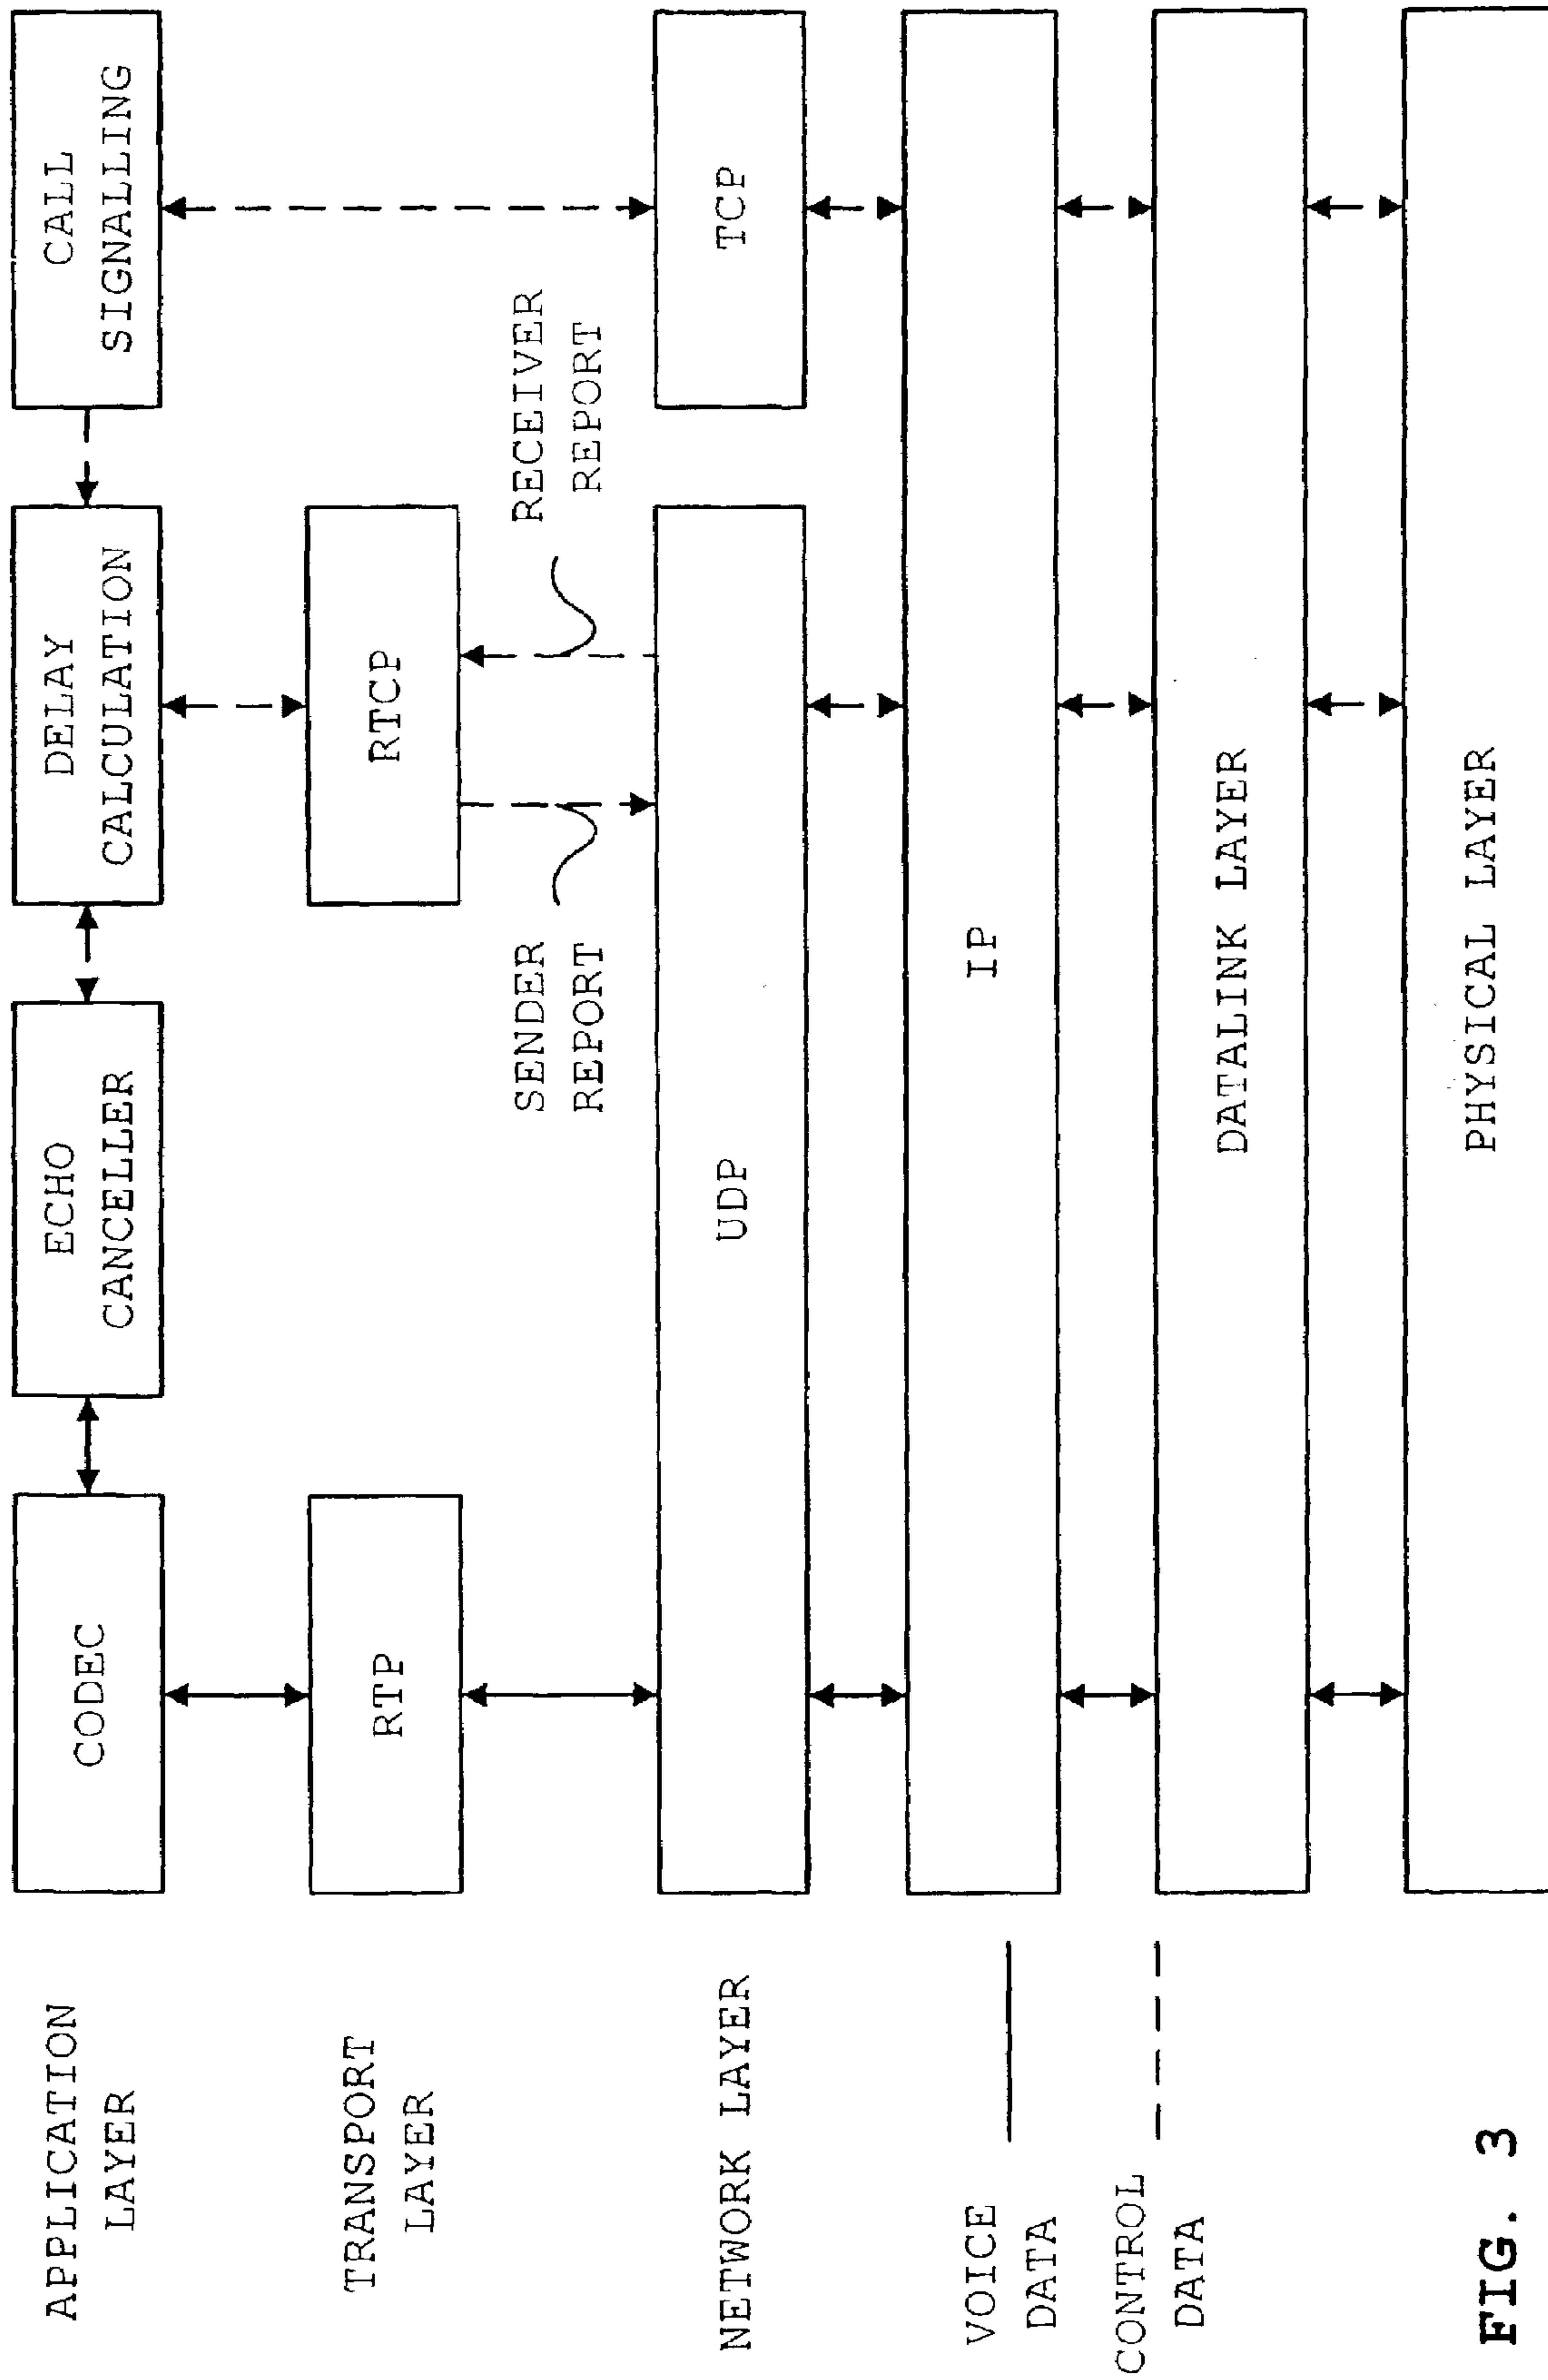 APPLICATION
LAYER
CODEC
ECHO
CANCELLER
DELAY
CALCULATION
CALL
SIGNALLING
TRANSPORT
LAYER
RTP
RTCP
SENDER
REPORT
RECEIVER
REPORT
NETWORK LAYER
UDP
TCP
VOICE
DATA
IP
CONTROL
DATA
DATALINK LAYER
PHYSICAL LAYER
FIG. 3